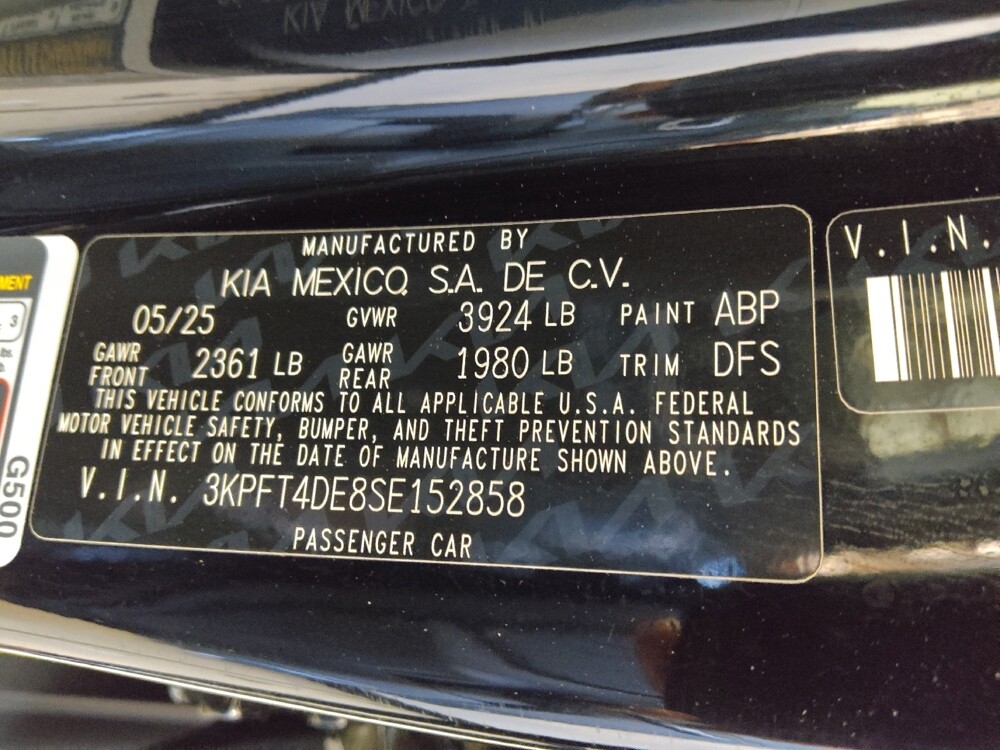 MANUFACTURED BY
KIA MEXICO, S.A. DE C.V.
05/25 GVWR 3924 LB PAINT ABP
GAWR FRONT 2361 LB GAWR REAR 1980 LB TRIM DFS
THIS VEHICLE CONFORMS TO ALL APPLICABLE U.S.A. FEDERAL
MOTOR VEHICLE SAFETY, BUMPER, AND THEFT PREVENTION STANDARDS
IN EFFECT ON THE DATE OF MANUFACTURE SHOWN ABOVE.
V.I.N. 3KPFT4DE8SE152858
PASSENGER CAR
V.I.N.
3
G500